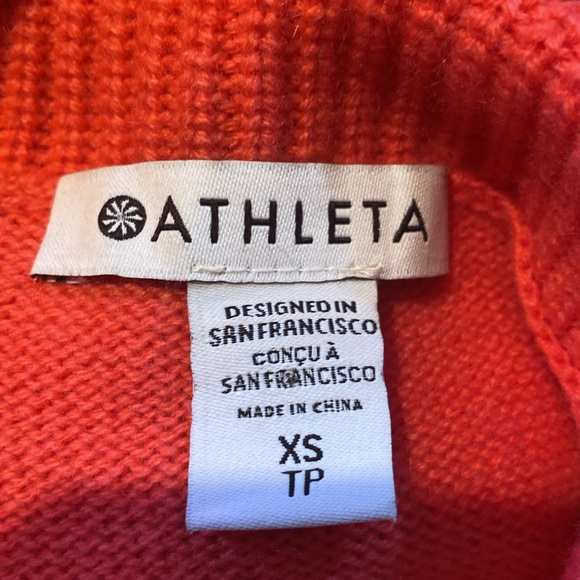 ATHLETA
DESIGNED IN
SAN FRANCISCO
CONÇU À
SAN FRANCISCO
MADE IN CHINA
XS
TP